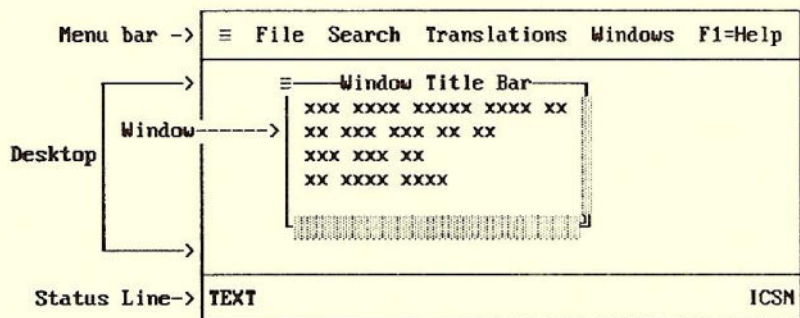 Menu bar -> ≡ File Search Translations Windows F1=Help
≡ Window Title Bar
xxx xxxx xxxxx xxxx xx
Window -----> xx xxx xxx xx xx
Desktop xxx xxx xx
xx xxxx xxxx
Status Line-> TEXT ICSN